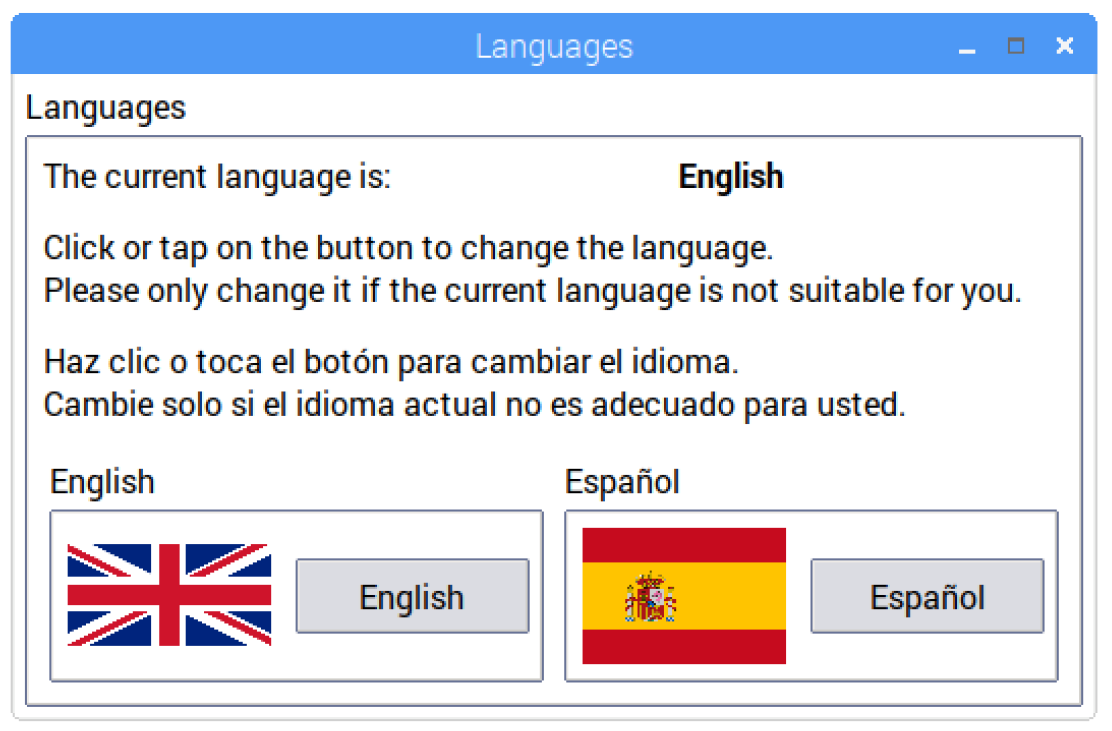 Languages
Languages
The current language is: English
Click or tap on the button to change the language.
Please only change it if the current language is not suitable for you.
Haz clic o toca el botón para cambiar el idioma.
Cambie solo si el idioma actual no es adecuado para usted.
English
English
Español
Español